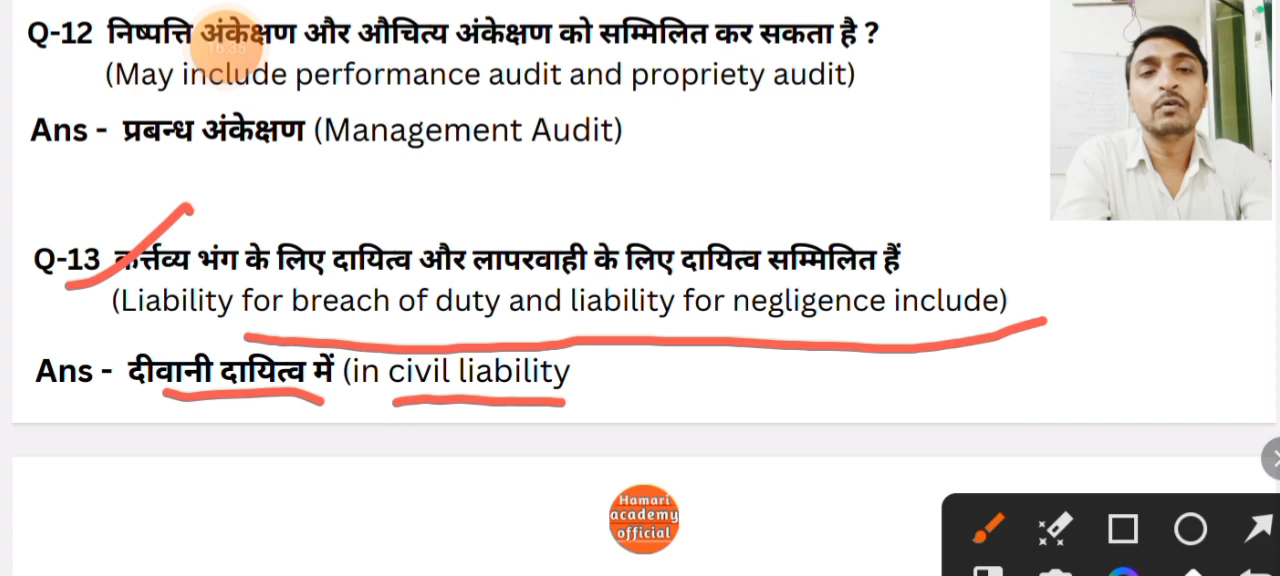 Q-12 निष्पत्ति अंकेक्षण और औचित्य अंकेक्षण को सम्मिलित कर सकता है ?
(May include performance audit and propriety audit)
Ans - प्रबन्ध अंकेक्षण (Management Audit)
Q-13 कर्त्तव्य भंग के लिए दायित्व और लापरवाही के लिए दायित्व सम्मिलित हैं
(Liability for breach of duty and liability for negligence include)
Ans - दीवानी दायित्व में (in civil liability
Hamari
academy
official